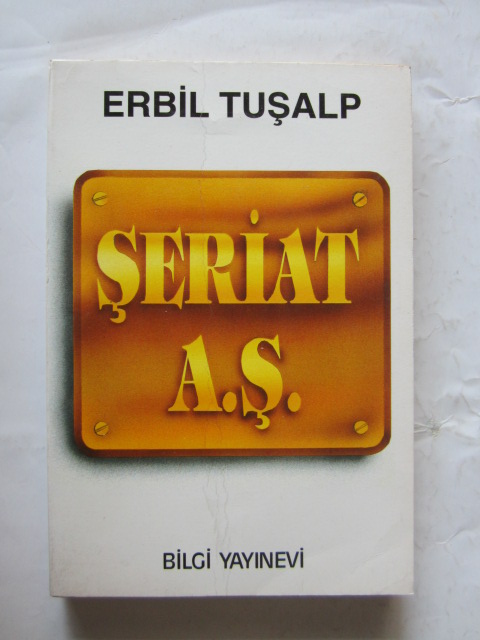 ERBİL TUŞALP
ŞERİAT
A.Ş.
BİLGİ YAYINEVİ